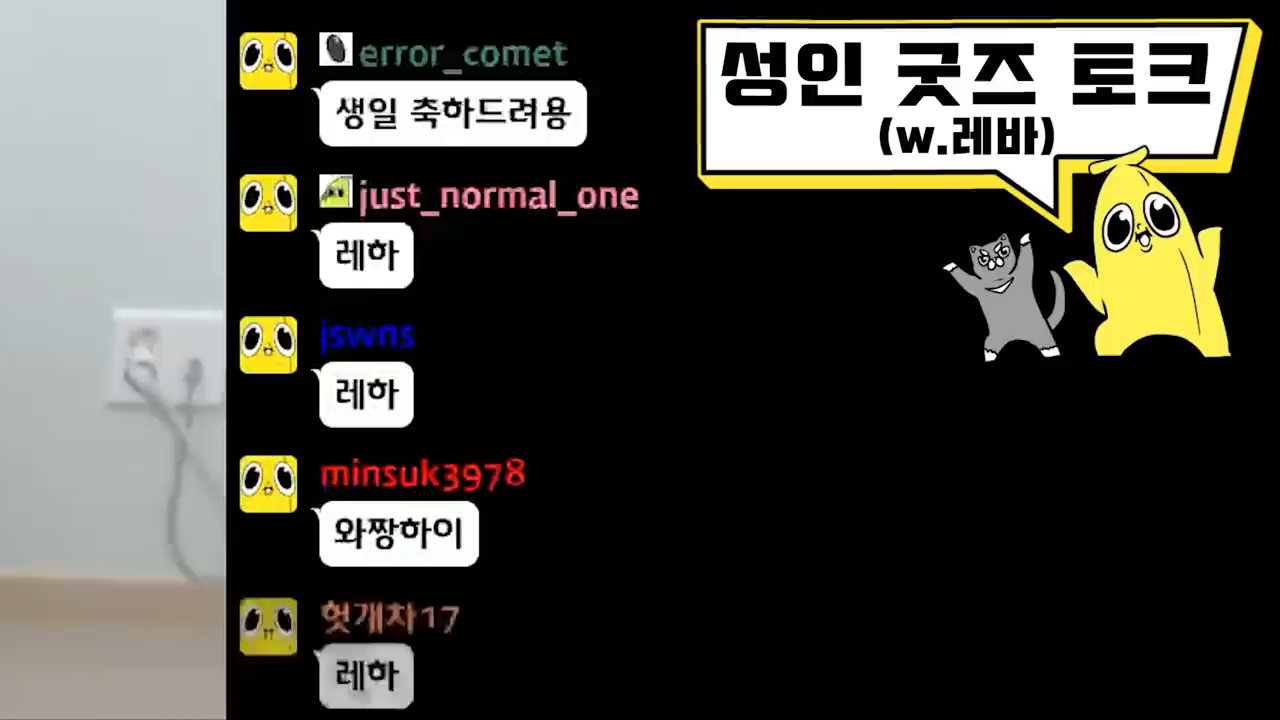 error_comet
생일 축하드려용
just_normal_one
레하
jswns
레하
minsuk3978
와짱하이
헛개차17
레하
성인 굿즈 토크
(w.레바)